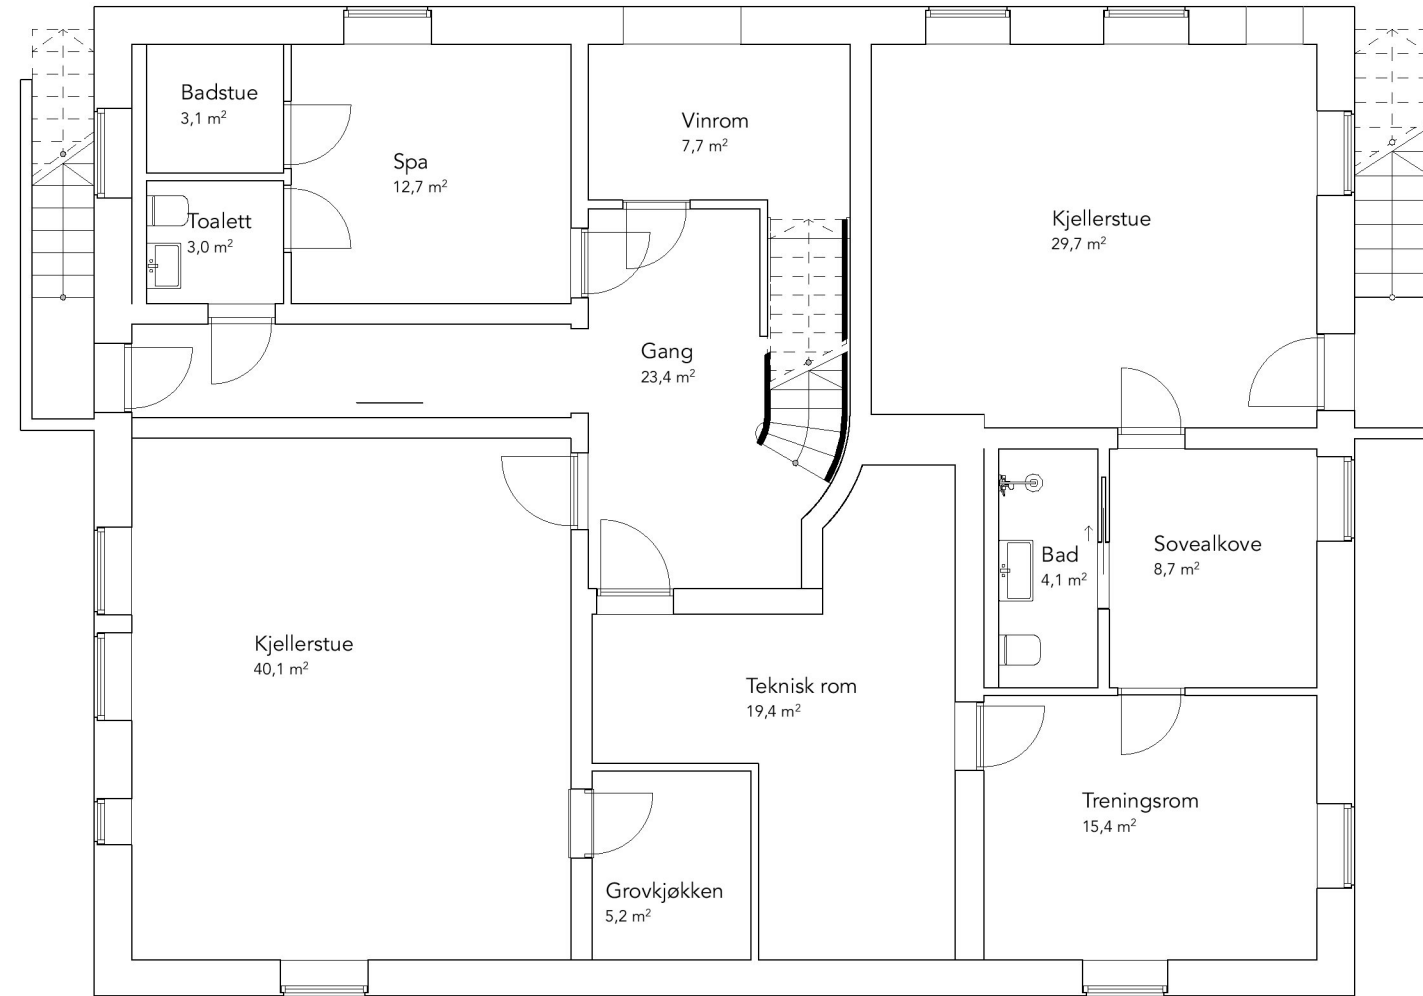 Badstue
3,1 m²
Vinrom
7,7 m²
Spa
12,7 m²
Toalett
3,0 m²
Kjellerstue
29,7 m²
Gang
23,4 m²
Bad
4,1 m²
Sovealkove
8,7 m²
Kjellerstue
40,1 m²
Teknisk rom
19,4 m²
Treningsrom
15,4 m²
Grovkjøkken
5,2 m²